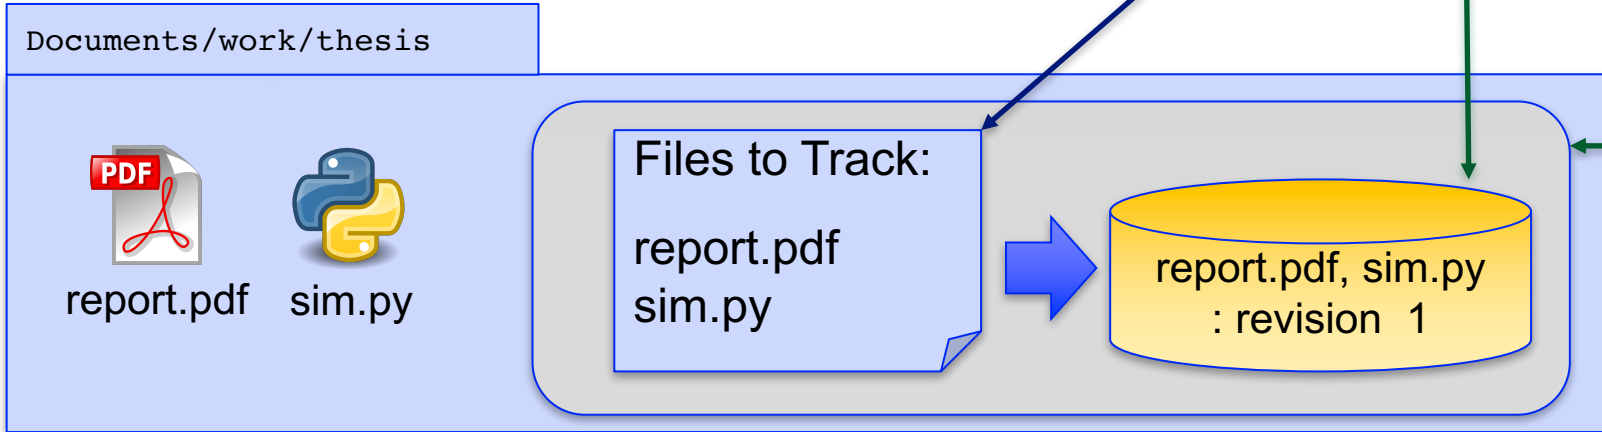 Documents/work/thesis
PDF
report.pdf
sim.py
Files to Track:
report.pdf
sim.py
report.pdf, sim.py
: revision 1